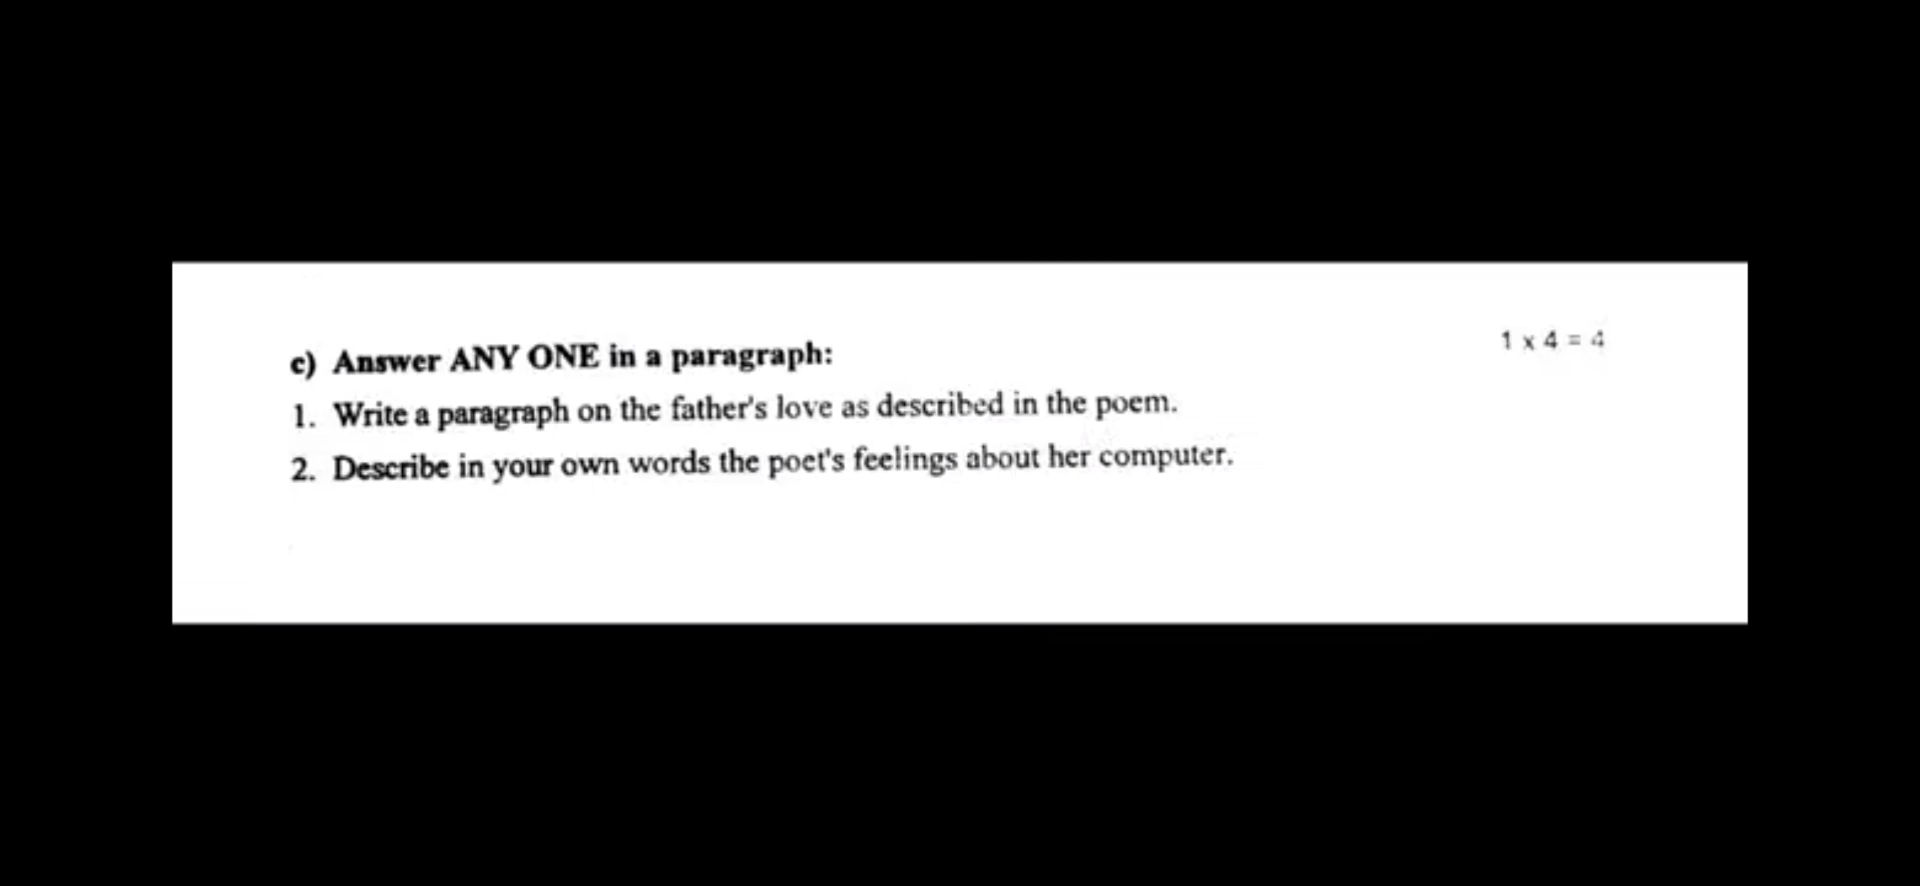 c) Answer ANY ONE in a paragraph: 1 x 4 = 4
1. Write a paragraph on the father's love as described in the poem.
2. Describe in your own words the poet's feelings about her computer.